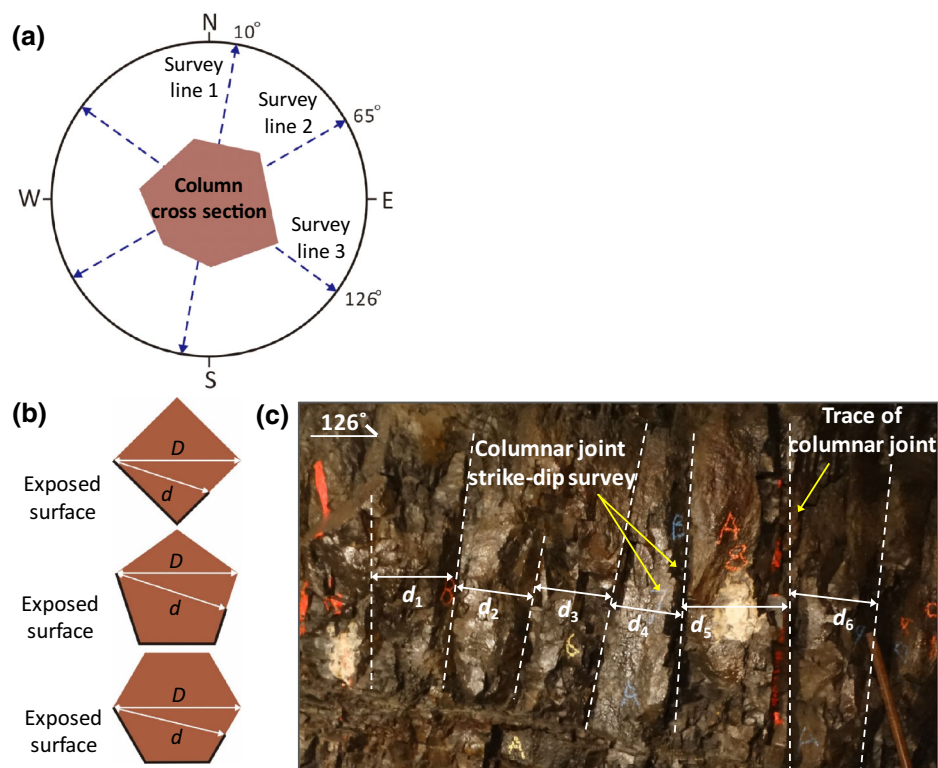 (a)
N
10°
Survey
line 1
Survey
line 2
65°
W
Column
cross section
E
Survey
line 3
126°
S
(b)
D
d
Exposed
surface
D
d
Exposed
surface
D
d
Exposed
surface
(c)
126°
Columnar joint
strike-dip survey
Trace of
columnar joint
B
A
B
d1
d2
d3
d4
d5
d6
A
A